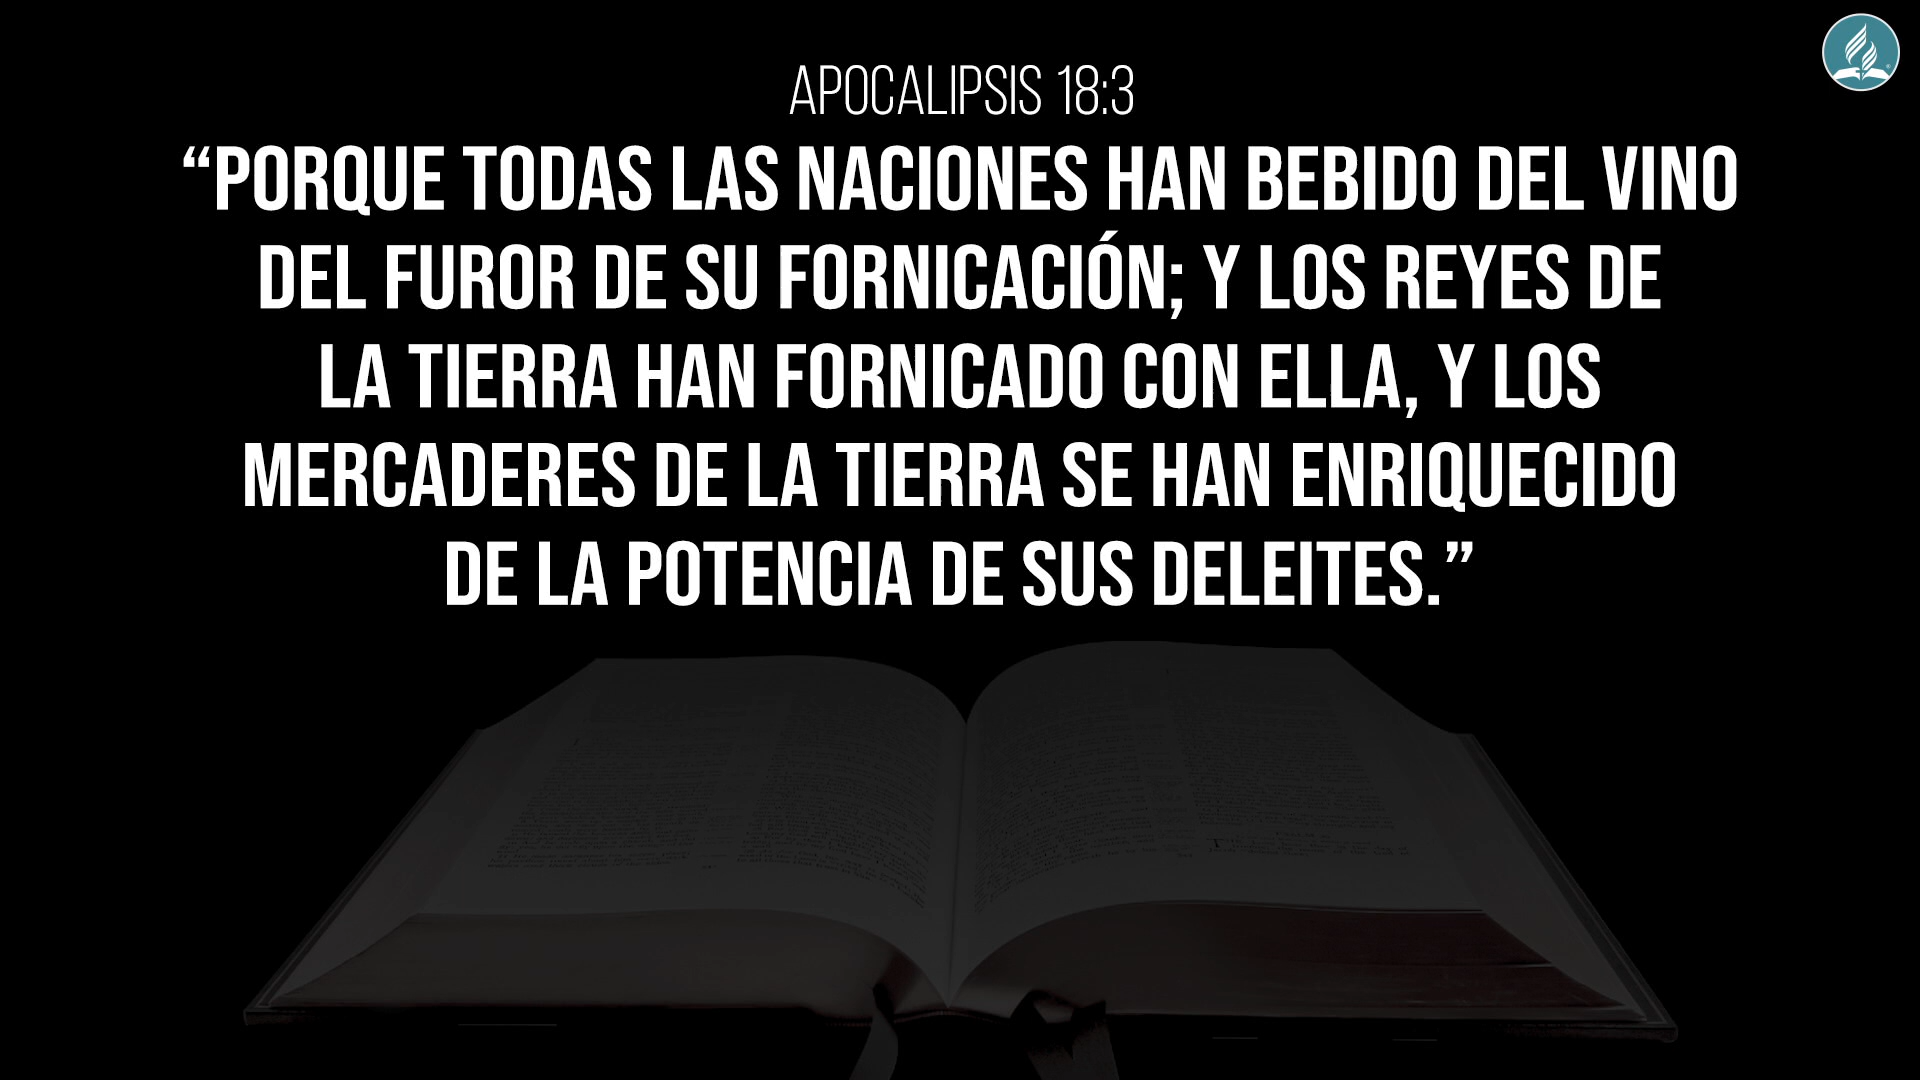 APOCALIPSIS 18:3
“PORQUE TODAS LAS NACIONES HAN BEBIDO DEL VINO
DEL FUROR DE SU FORNICACIÓN; Y LOS REYES DE
LA TIERRA HAN FORNICADO CON ELLA, Y LOS
MERCADERES DE LA TIERRA SE HAN ENRIQUECIDO
DE LA POTENCIA DE SUS DELEITES.”